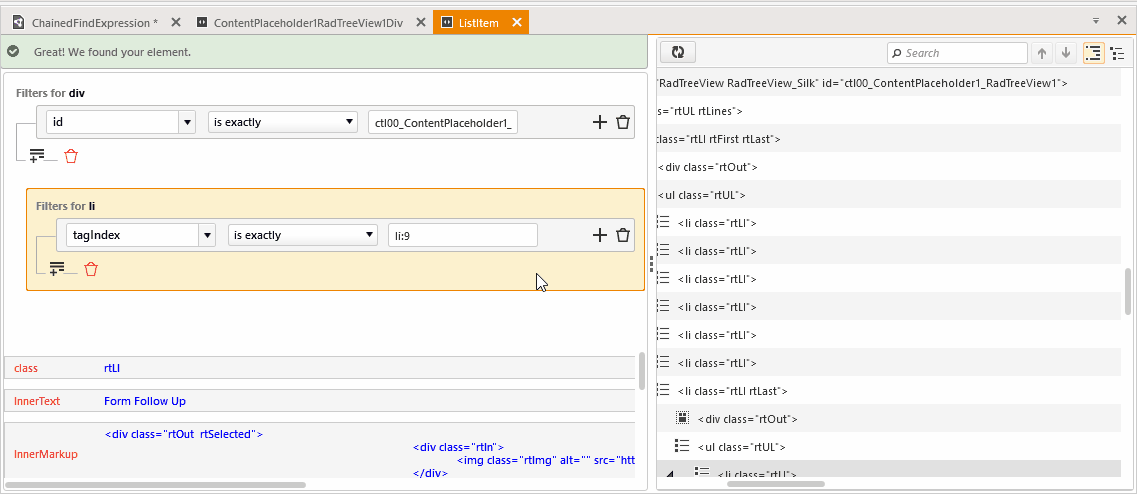 ChainedFindExpression *
ContentPlaceholder1RadTreeView1Div
ListItem
Great! We found your element.
Filters for div
id
is exactly
ctl00_ContentPlaceholder1_
Filters for li
tagIndex
is exactly
li:9
class
rtLI
InnerText
Form Follow Up
InnerMarkup
<div class="rtOut rtSelected">
<div class="rtIn">
<img class="rtImg" alt="" src="htt
</div>
Search
"RadTreeView RadTreeView_Silk" id="ctl00_ContentPlaceholder1_RadTreeView1">
s="rtUL rtLines">
class="rtLI rtFirst rtLast">
<div class="rtOut">
<ul class="rtUL">
<li class="rtLI">
<li class="rtLI">
<li class="rtLI">
<li class="rtLI">
<li class="rtLI">
<li class="rtLI">
<li class="rtLI rtLast">
<div class="rtOut">
<ul class="rtUL">
<li class="rtLI">